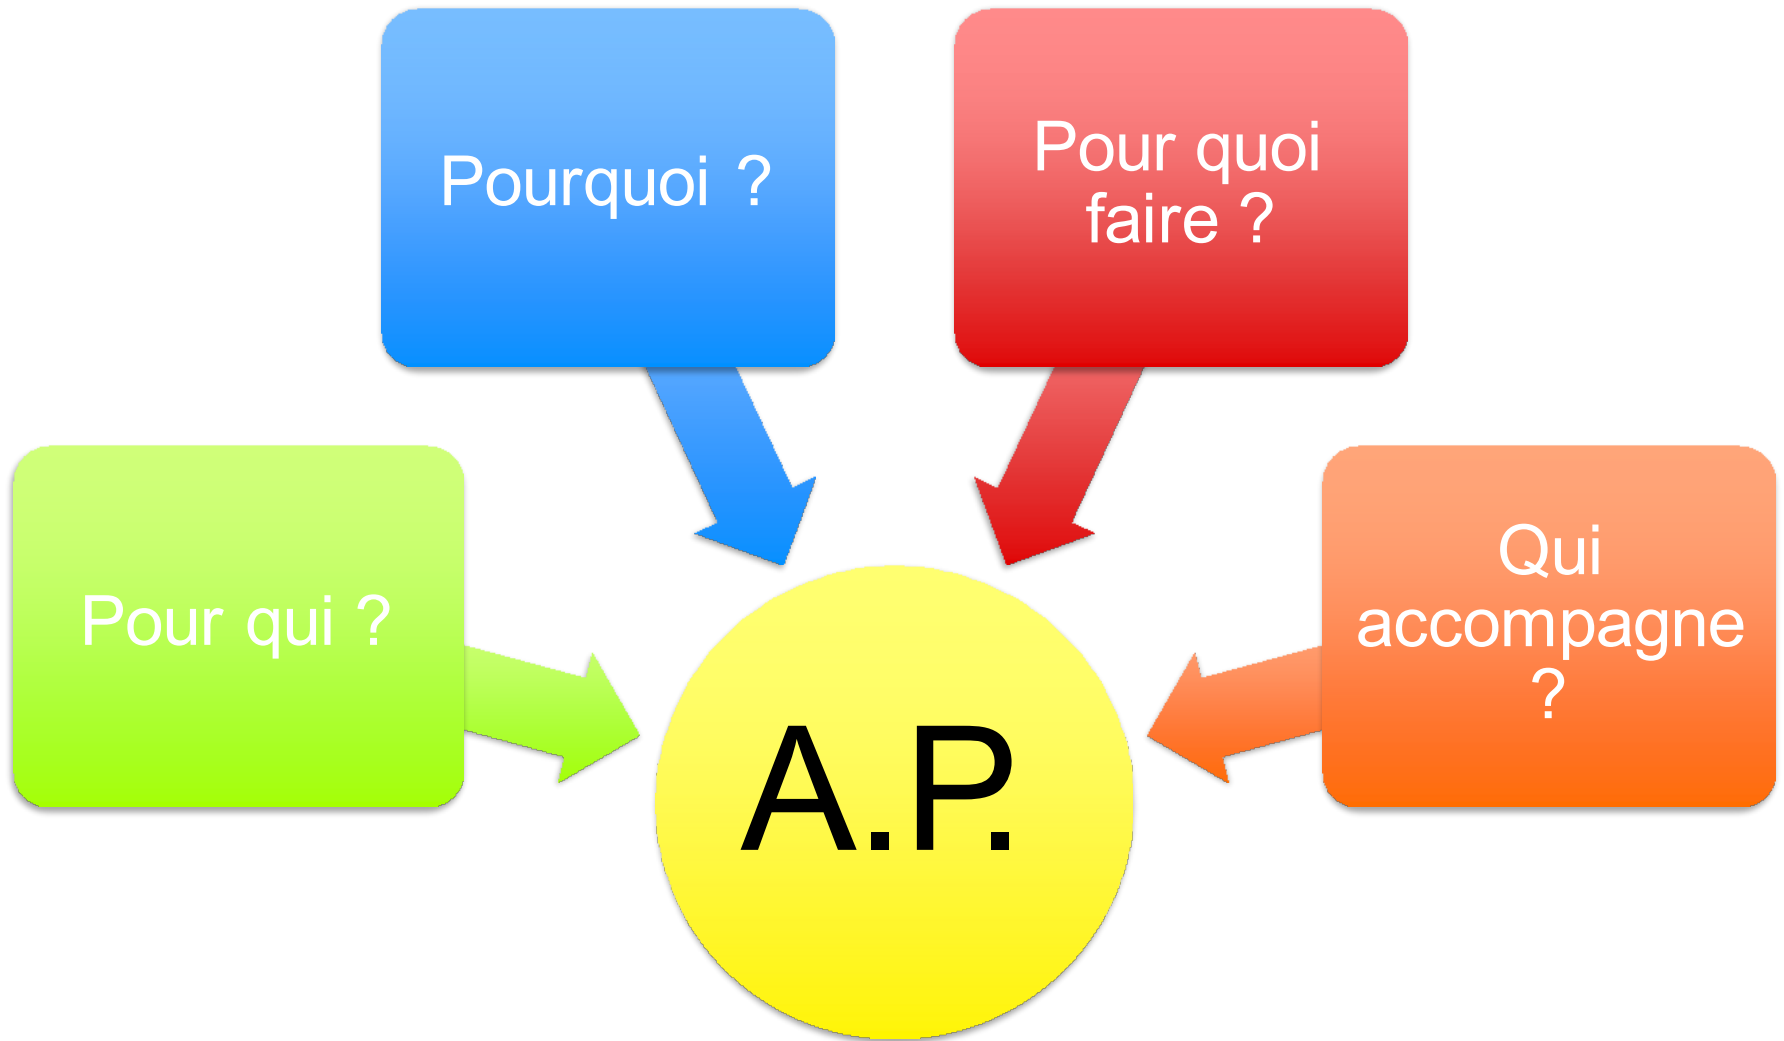 Pourquoi ?
Pour quoi
faire ?
Pour qui ?
Qui
accompagne
?
A.P.